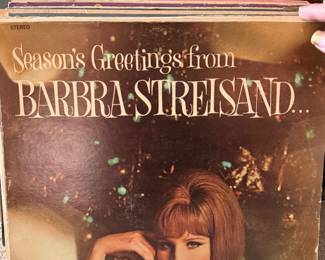 STEREO
Season's Greetings from
BARBRA STREISAND...